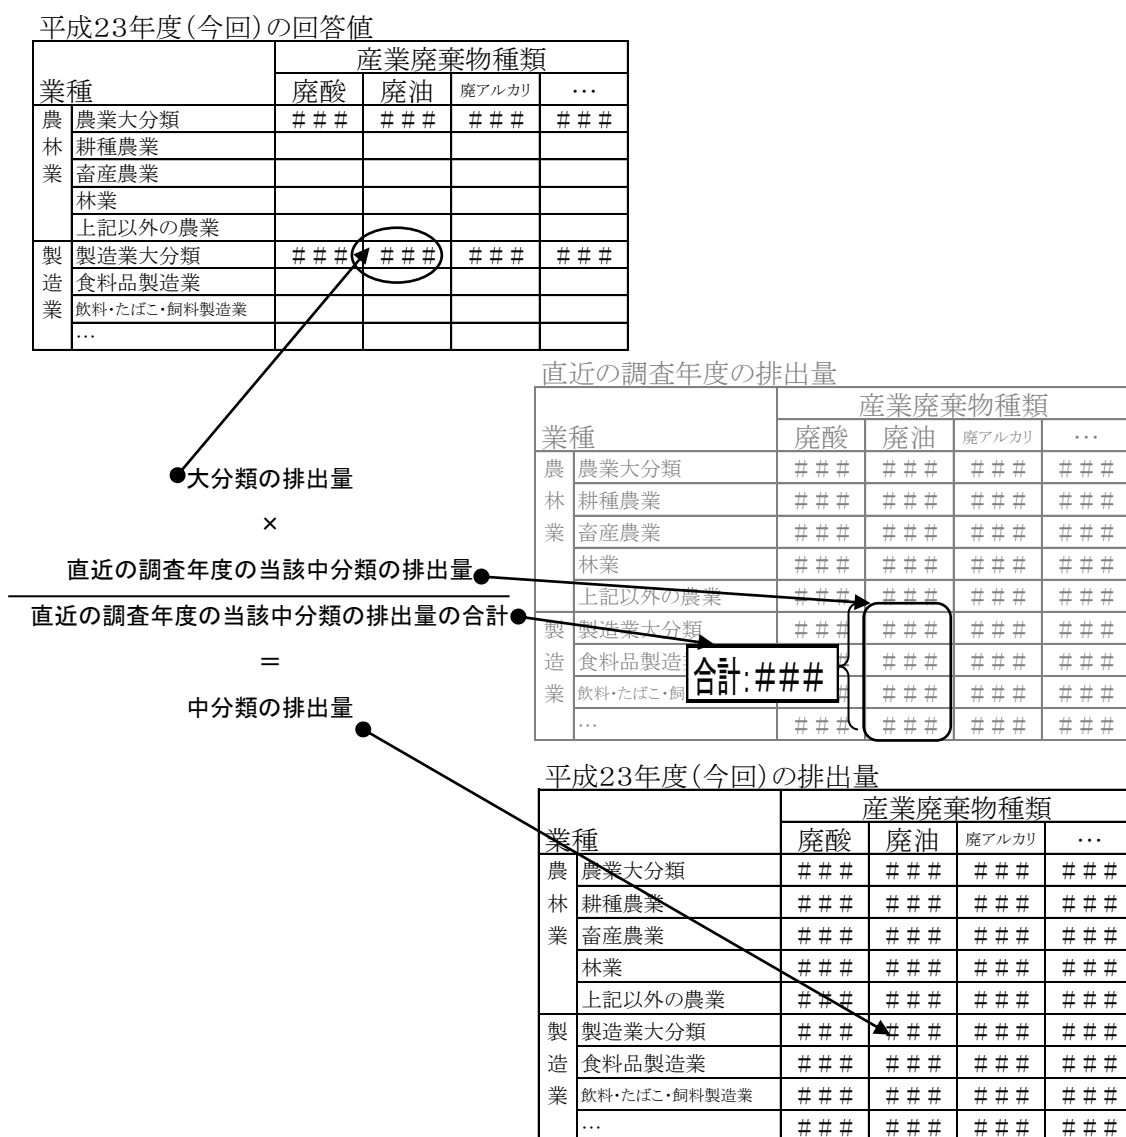 平成23年度(今回)の回答値
産業廃棄物種類
業種 廃酸 廃油 廃アルカリ …
農 農業大分類 ### ### ### ###
林 耕種農業
業 畜産農業
林業
上記以外の農業
製 製造業大分類 ### ### ### ###
造 食料品製造業
業 飲料・たばこ・飼料製造業
…
直近の調査年度の排出量
産業廃棄物種類
業種 廃酸 廃油 廃アルカリ …
農 農業大分類 ### ### ### ###
林 耕種農業 ### ### ### ###
業 畜産農業 ### ### ### ###
林業 ### ### ### ###
上記以外の農業 ### ### ### ###
製 製造業大分類 ### ### ### ###
造 食料品製造 ### ### ###
業 飲料・たばこ・飼 # ### ### ###
… ### ### ### ###
合計:###
大分類の排出量
×
直近の調査年度の当該中分類の排出量
直近の調査年度の当該中分類の排出量の合計
=
中分類の排出量
平成23年度(今回)の排出量
産業廃棄物種類
業種 廃酸 廃油 廃アルカリ …
農 農業大分類 ### ### ### ###
林 耕種農業 ### ### ### ###
業 畜産農業 ### ### ### ###
林業 ### ### ### ###
上記以外の農業 ### ### ### ###
製 製造業大分類 ### ### ### ###
造 食料品製造業 ### ### ### ###
業 飲料・たばこ・飼料製造業 ### ### ### ###
… ### ### ### ###